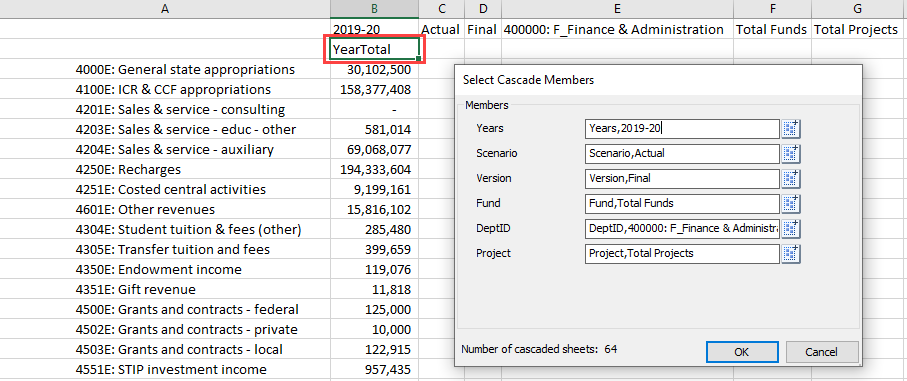 A B C D E F G
2019-20 Actual Final 400000: F_Finance & Administration Total Funds Total Projects
YearTotal
4000E: General state appropriations 30,102,500
4100E: ICR & CCF appropriations 158,377,408
4201E: Sales & service - consulting -
4203E: Sales & service - educ - other 581,014
4204E: Sales & service - auxiliary 69,068,077
4250E: Recharges 194,333,604
4251E: Costed central activities 9,199,161
4601E: Other revenues 15,816,102
4304E: Student tuition & fees (other) 285,480
4305E: Transfer tuition and fees 399,659
4350E: Endowment income 119,076
4351E: Gift revenue 11,818
4500E: Grants and contracts - federal 125,000
4502E: Grants and contracts - private 10,000
4503E: Grants and contracts - local 122,915
4551E: STIP investment income 957,435
Select Cascade Members
Members
Years Years,2019-20
Scenario Scenario,Actual
Version Version,Final
Fund Fund,Total Funds
DeptID DeptID,400000: F_Finance & Administra
Project Project,Total Projects
Number of cascaded sheets: 64
OK Cancel